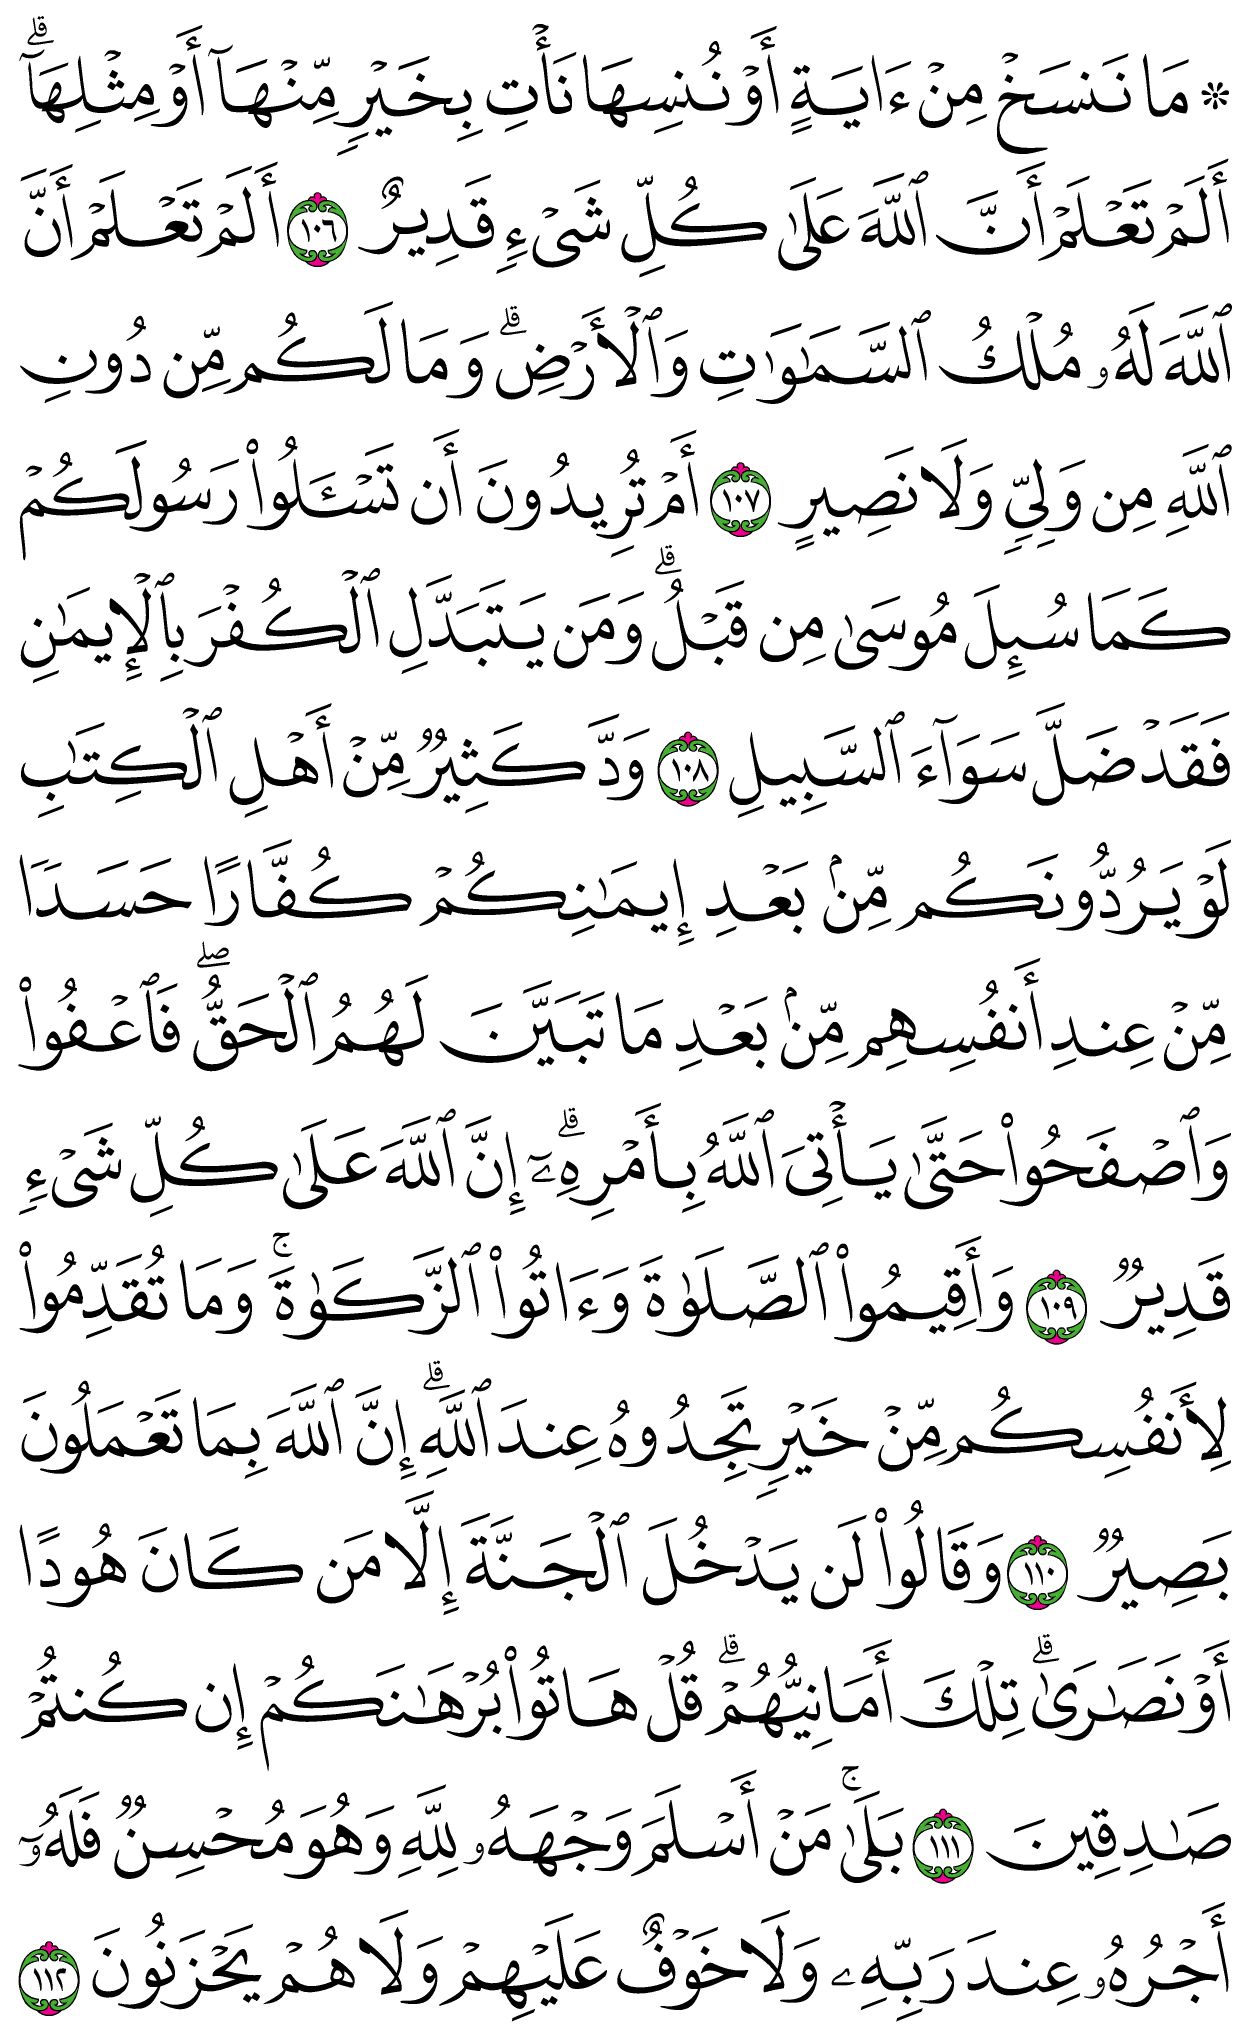 ۞ مَا نَنسَخۡ مِنۡ ءَايَةٍ أَوۡ نُنسِهَا نَأۡتِ بِخَيۡرٖ مِّنۡهَآ أَوۡ مِثۡلِهَآۗ
أَلَمۡ تَعۡلَمۡ أَنَّ ٱللَّهَ عَلَىٰ كُلِّ شَيۡءٖ قَدِيرٌ ١٠٦ أَلَمۡ تَعۡلَمۡ أَنَّ
ٱللَّهَ لَهُۥ مُلۡكُ ٱلسَّمَٰوَٰتِ وَٱلۡأَرۡضِۗ وَمَا لَكُم مِّن دُونِ
ٱللَّهِ مِن وَلِيّٖ وَلَا نَصِيرٍ ١٠٧ أَمۡ تُرِيدُونَ أَن تَسۡـَٔلُواْ رَسُولَكُمۡ
كَمَا سُئِلَ مُوسَىٰ مِن قَبۡلُۗ وَمَن يَتَبَدَّلِ ٱلۡكُفۡرَ بِٱلۡإِيمَٰنِ
فَقَدۡ ضَلَّ سَوَآءَ ٱلسَّبِيلِ ١٠٨ وَدَّ كَثِيرٞ مِّنۡ أَهۡلِ ٱلۡكِتَٰبِ
لَوۡ يَرُدُّونَكُم مِّنۢ بَعۡدِ إِيمَٰنِكُمۡ كُفَّارًا حَسَدٗا
مِّنۡ عِندِ أَنفُسِهِم مِّنۢ بَعۡدِ مَا تَبَيَّنَ لَهُمُ ٱلۡحَقُّۖ فَٱعۡفُواْ
وَٱصۡفَحُواْ حَتَّىٰ يَأۡتِيَ ٱللَّهُ بِأَمۡرِهِۦٓۗ إِنَّ ٱللَّهَ عَلَىٰ كُلِّ شَيۡءٖ
قَدِيرٞ ١٠٩ وَأَقِيمُواْ ٱلصَّلَوٰةَ وَءَاتُواْ ٱلزَّكَوٰةَۚ وَمَا تُقَدِّمُواْ
لِأَنفُسِكُم مِّنۡ خَيۡرٖ تَجِدُوهُ عِندَ ٱللَّهِۗ إِنَّ ٱللَّهَ بِمَا تَعۡمَلُونَ
بَصِيرٞ ١١٠ وَقَالُواْ لَن يَدۡخُلَ ٱلۡجَنَّةَ إِلَّا مَن كَانَ هُودًا
أَوۡ نَصَٰرَىٰۗ تِلۡكَ أَمَانِيُّهُمۡۗ قُلۡ هَاتُواْ بُرۡهَٰنَكُمۡ إِن كُنتُمۡ
صَٰدِقِينَ ١١١ بَلَىٰۚ مَنۡ أَسۡلَمَ وَجۡهَهُۥ لِلَّهِ وَهُوَ مُحۡسِنٞ فَلَهُۥٓ
أَجۡرُهُۥ عِندَ رَبِّهِۦ وَلَا خَوۡفٌ عَلَيۡهِمۡ وَلَا هُمۡ يَحۡزَنُونَ ١١٢